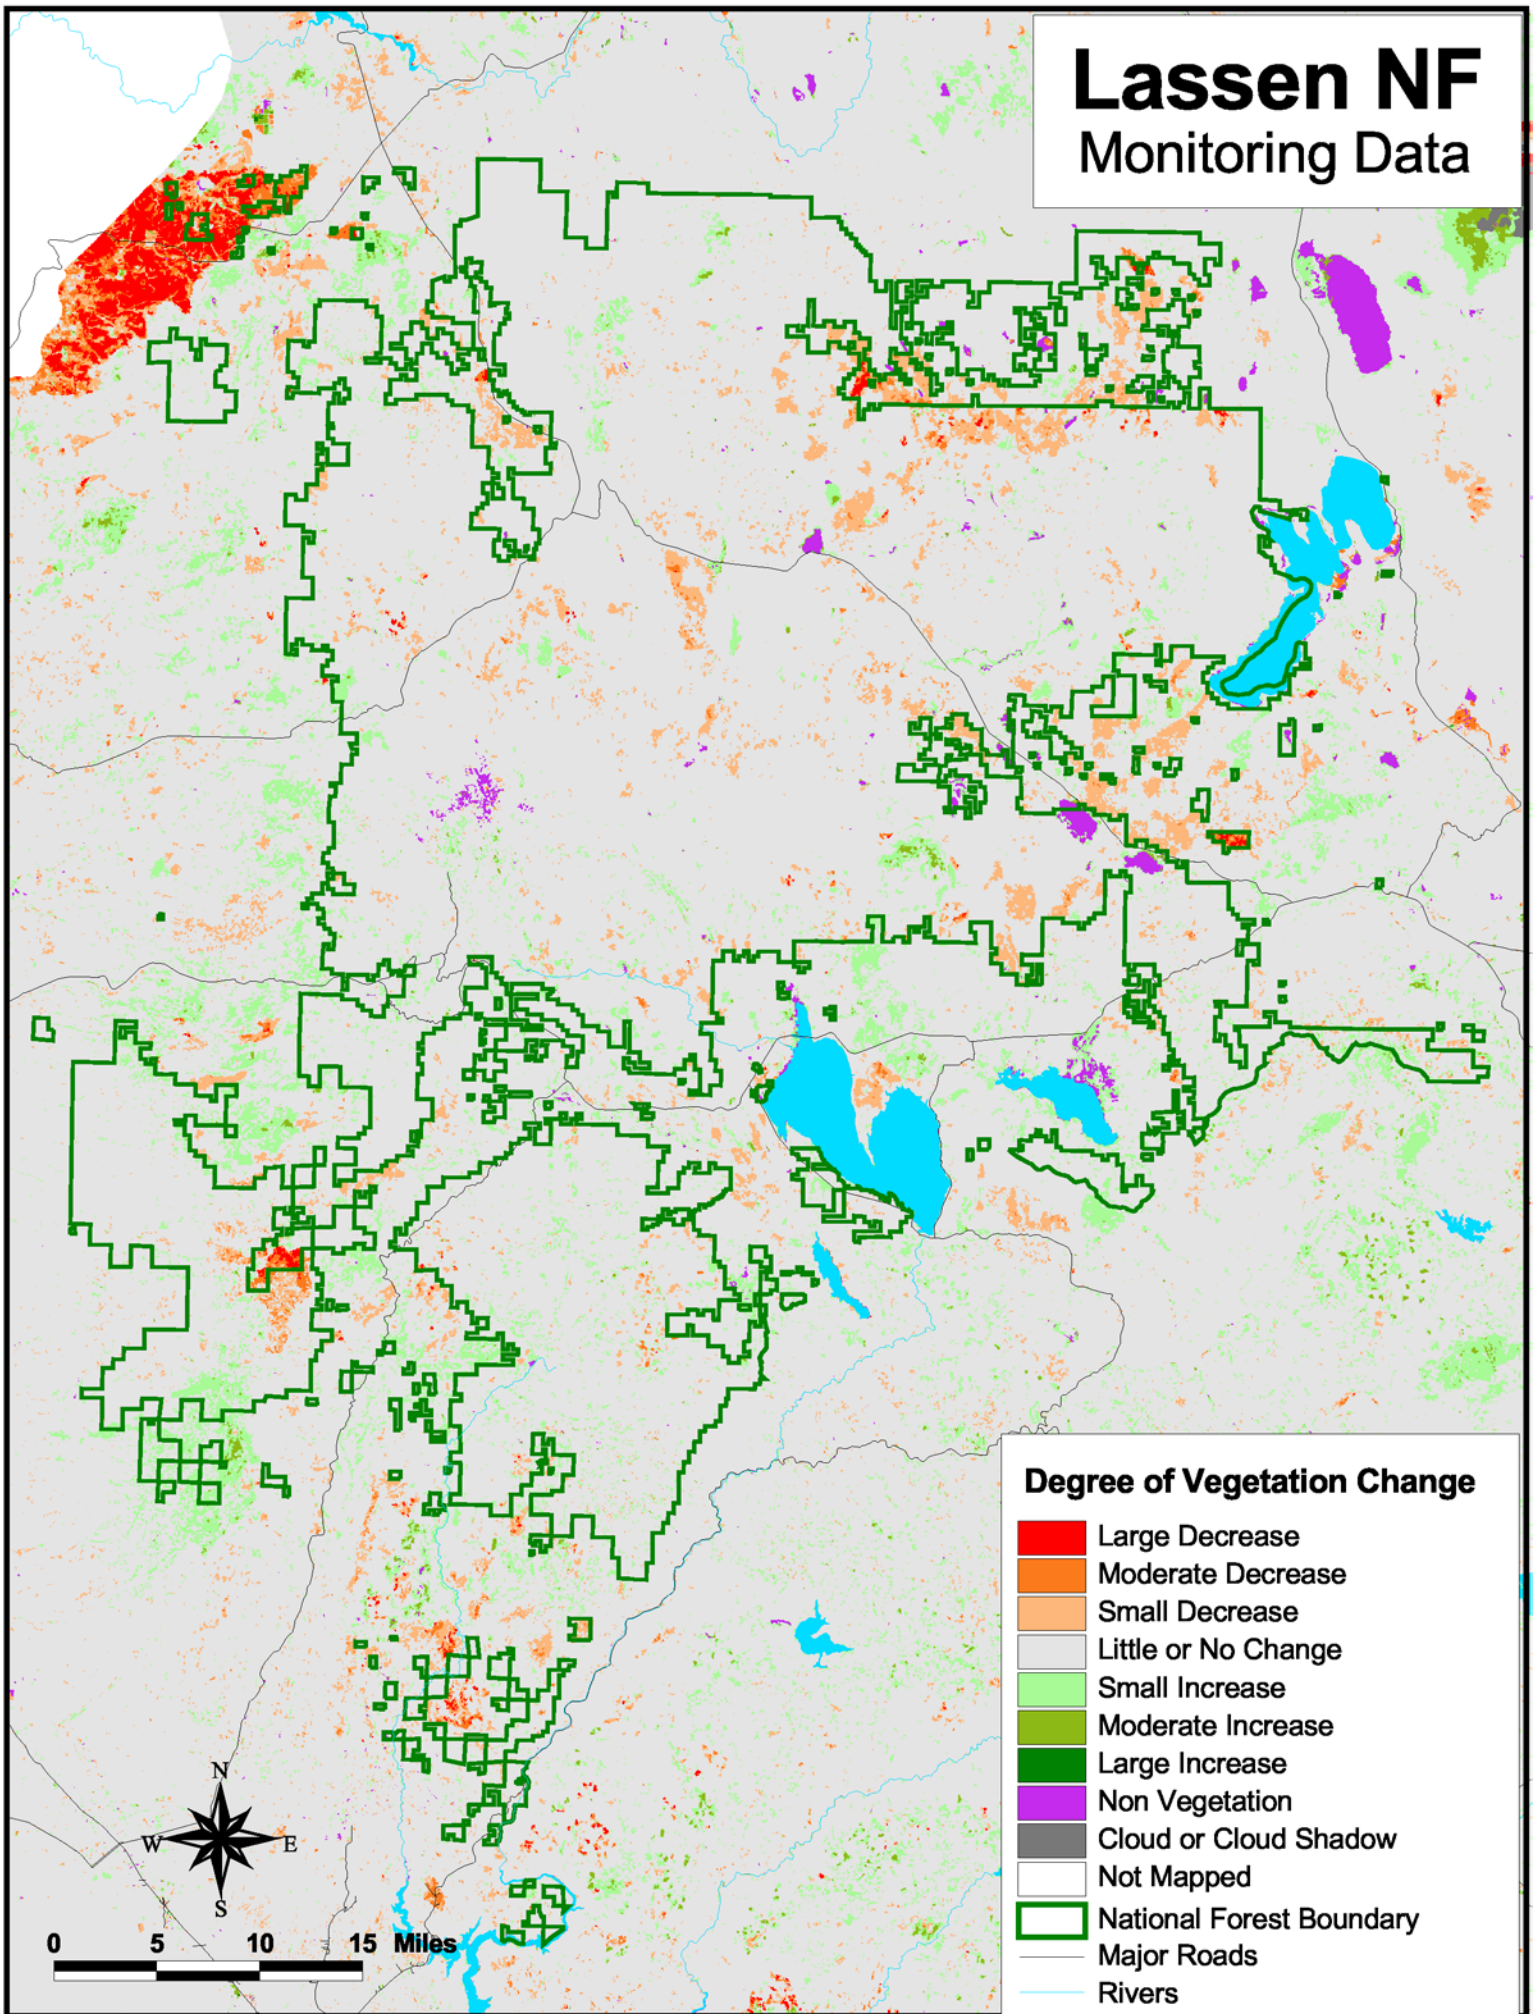 Lassen NF
Monitoring Data
Degree of Vegetation Change
Large Decrease
Moderate Decrease
Small Decrease
Little or No Change
Small Increase
Moderate Increase
Large Increase
Non Vegetation
Cloud or Cloud Shadow
Not Mapped
National Forest Boundary
Major Roads
Rivers
N
W E
S
0 5 10 15 Miles